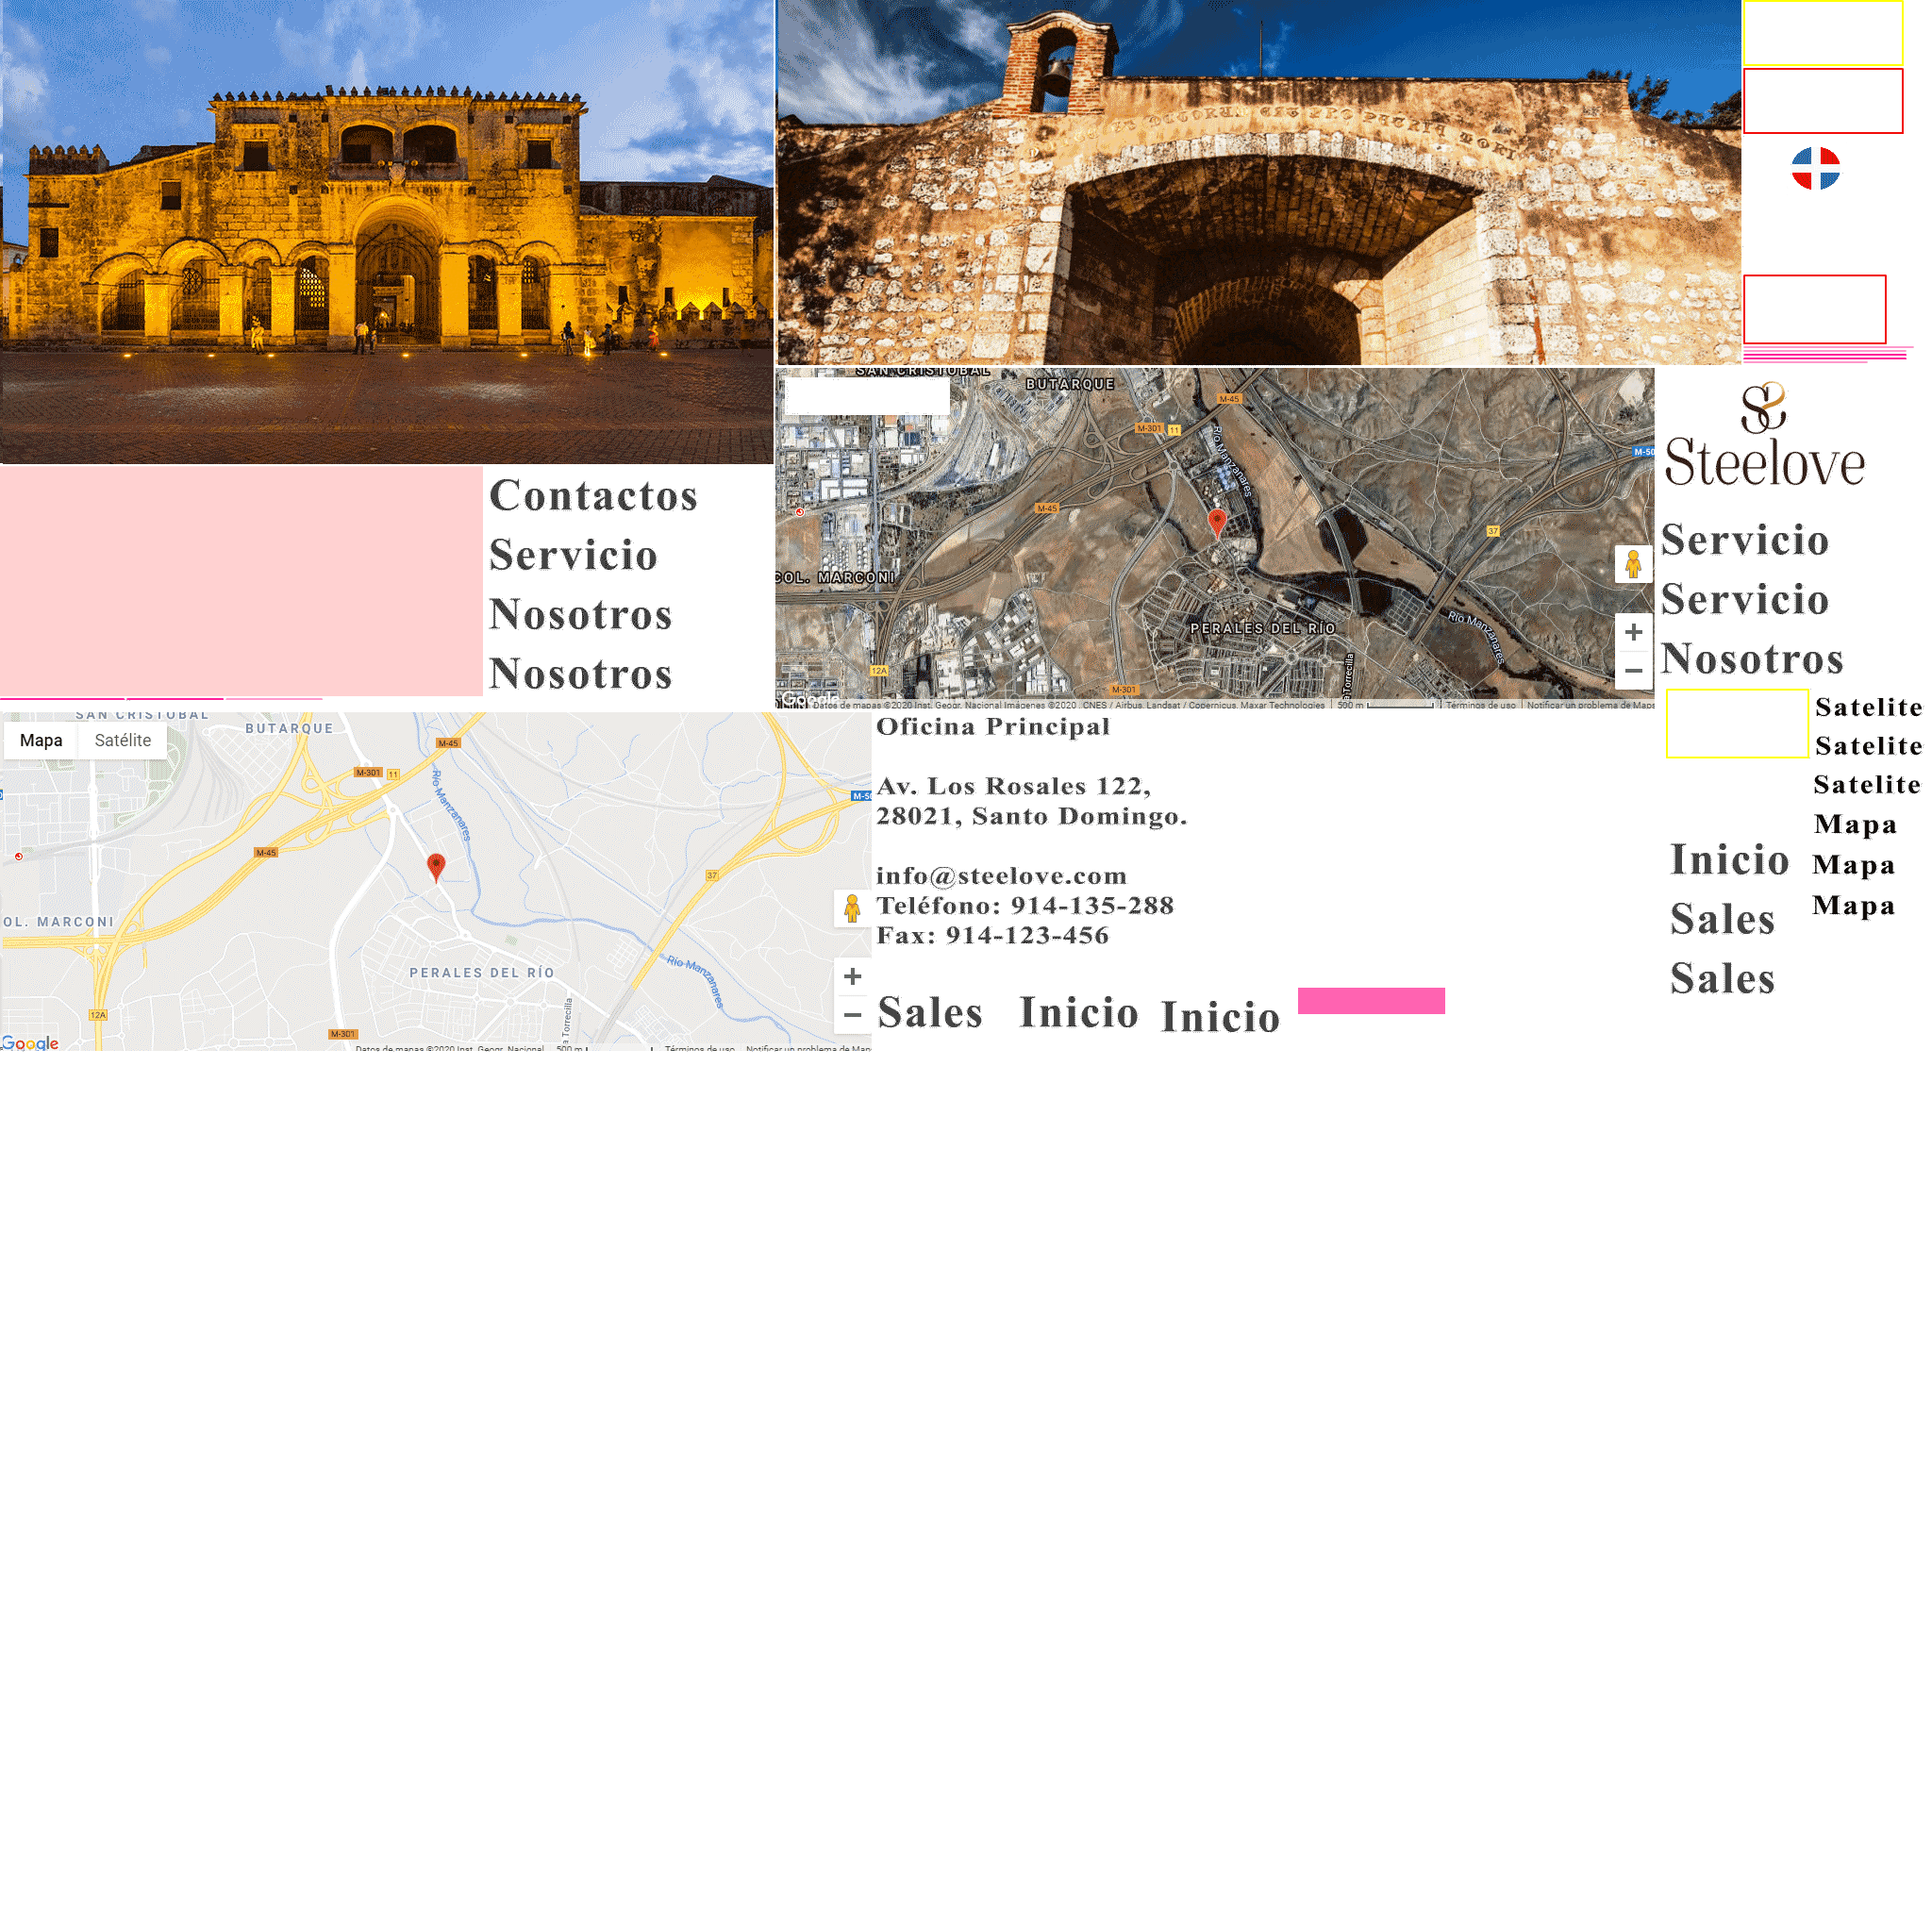 SAN CRISTOBAL
BUTARQUE
M-45
M-301
11
Río Manzanares
M-50
M-45
37
COL. MARCONI
PERALES DEL RÍO
Río Manzanares
12A
M-301
a Torrecilla
Google
Datos de mapas ©2020 Inst. Geogr. Nacional Imágenes ©2020 , CNES / Airbus, Landsat / Copernicus, Maxar Technologies
500 m
Términos de uso
Notificar un problema de Maps
Steelove
Contactos
Servicio
Nosotros
Nosotros
Servicio
Servicio
Nosotros
Satelite
Satelite
Satelite
Mapa
Mapa
Mapa
Inicio
Sales
Sales
SAN CRISTOBAL
Mapa
Satélite
BUTARQUE
M-45
M-301
11
Río Manzanares
M-50
M-45
37
OL. MARCONI
PERALES DEL RÍO
Río Manzanares
12A
M-301
a Torrecilla
Google
Datos de mapas ©2020 Inst. Geogr. Nacional
500 m
Términos de uso
Notificar un problema de Maps
Oficina Principal
Av. Los Rosales 122,
28021, Santo Domingo.
info@steelove.com
Teléfono: 914-135-288
Fax: 914-123-456
Sales
Inicio
Inicio